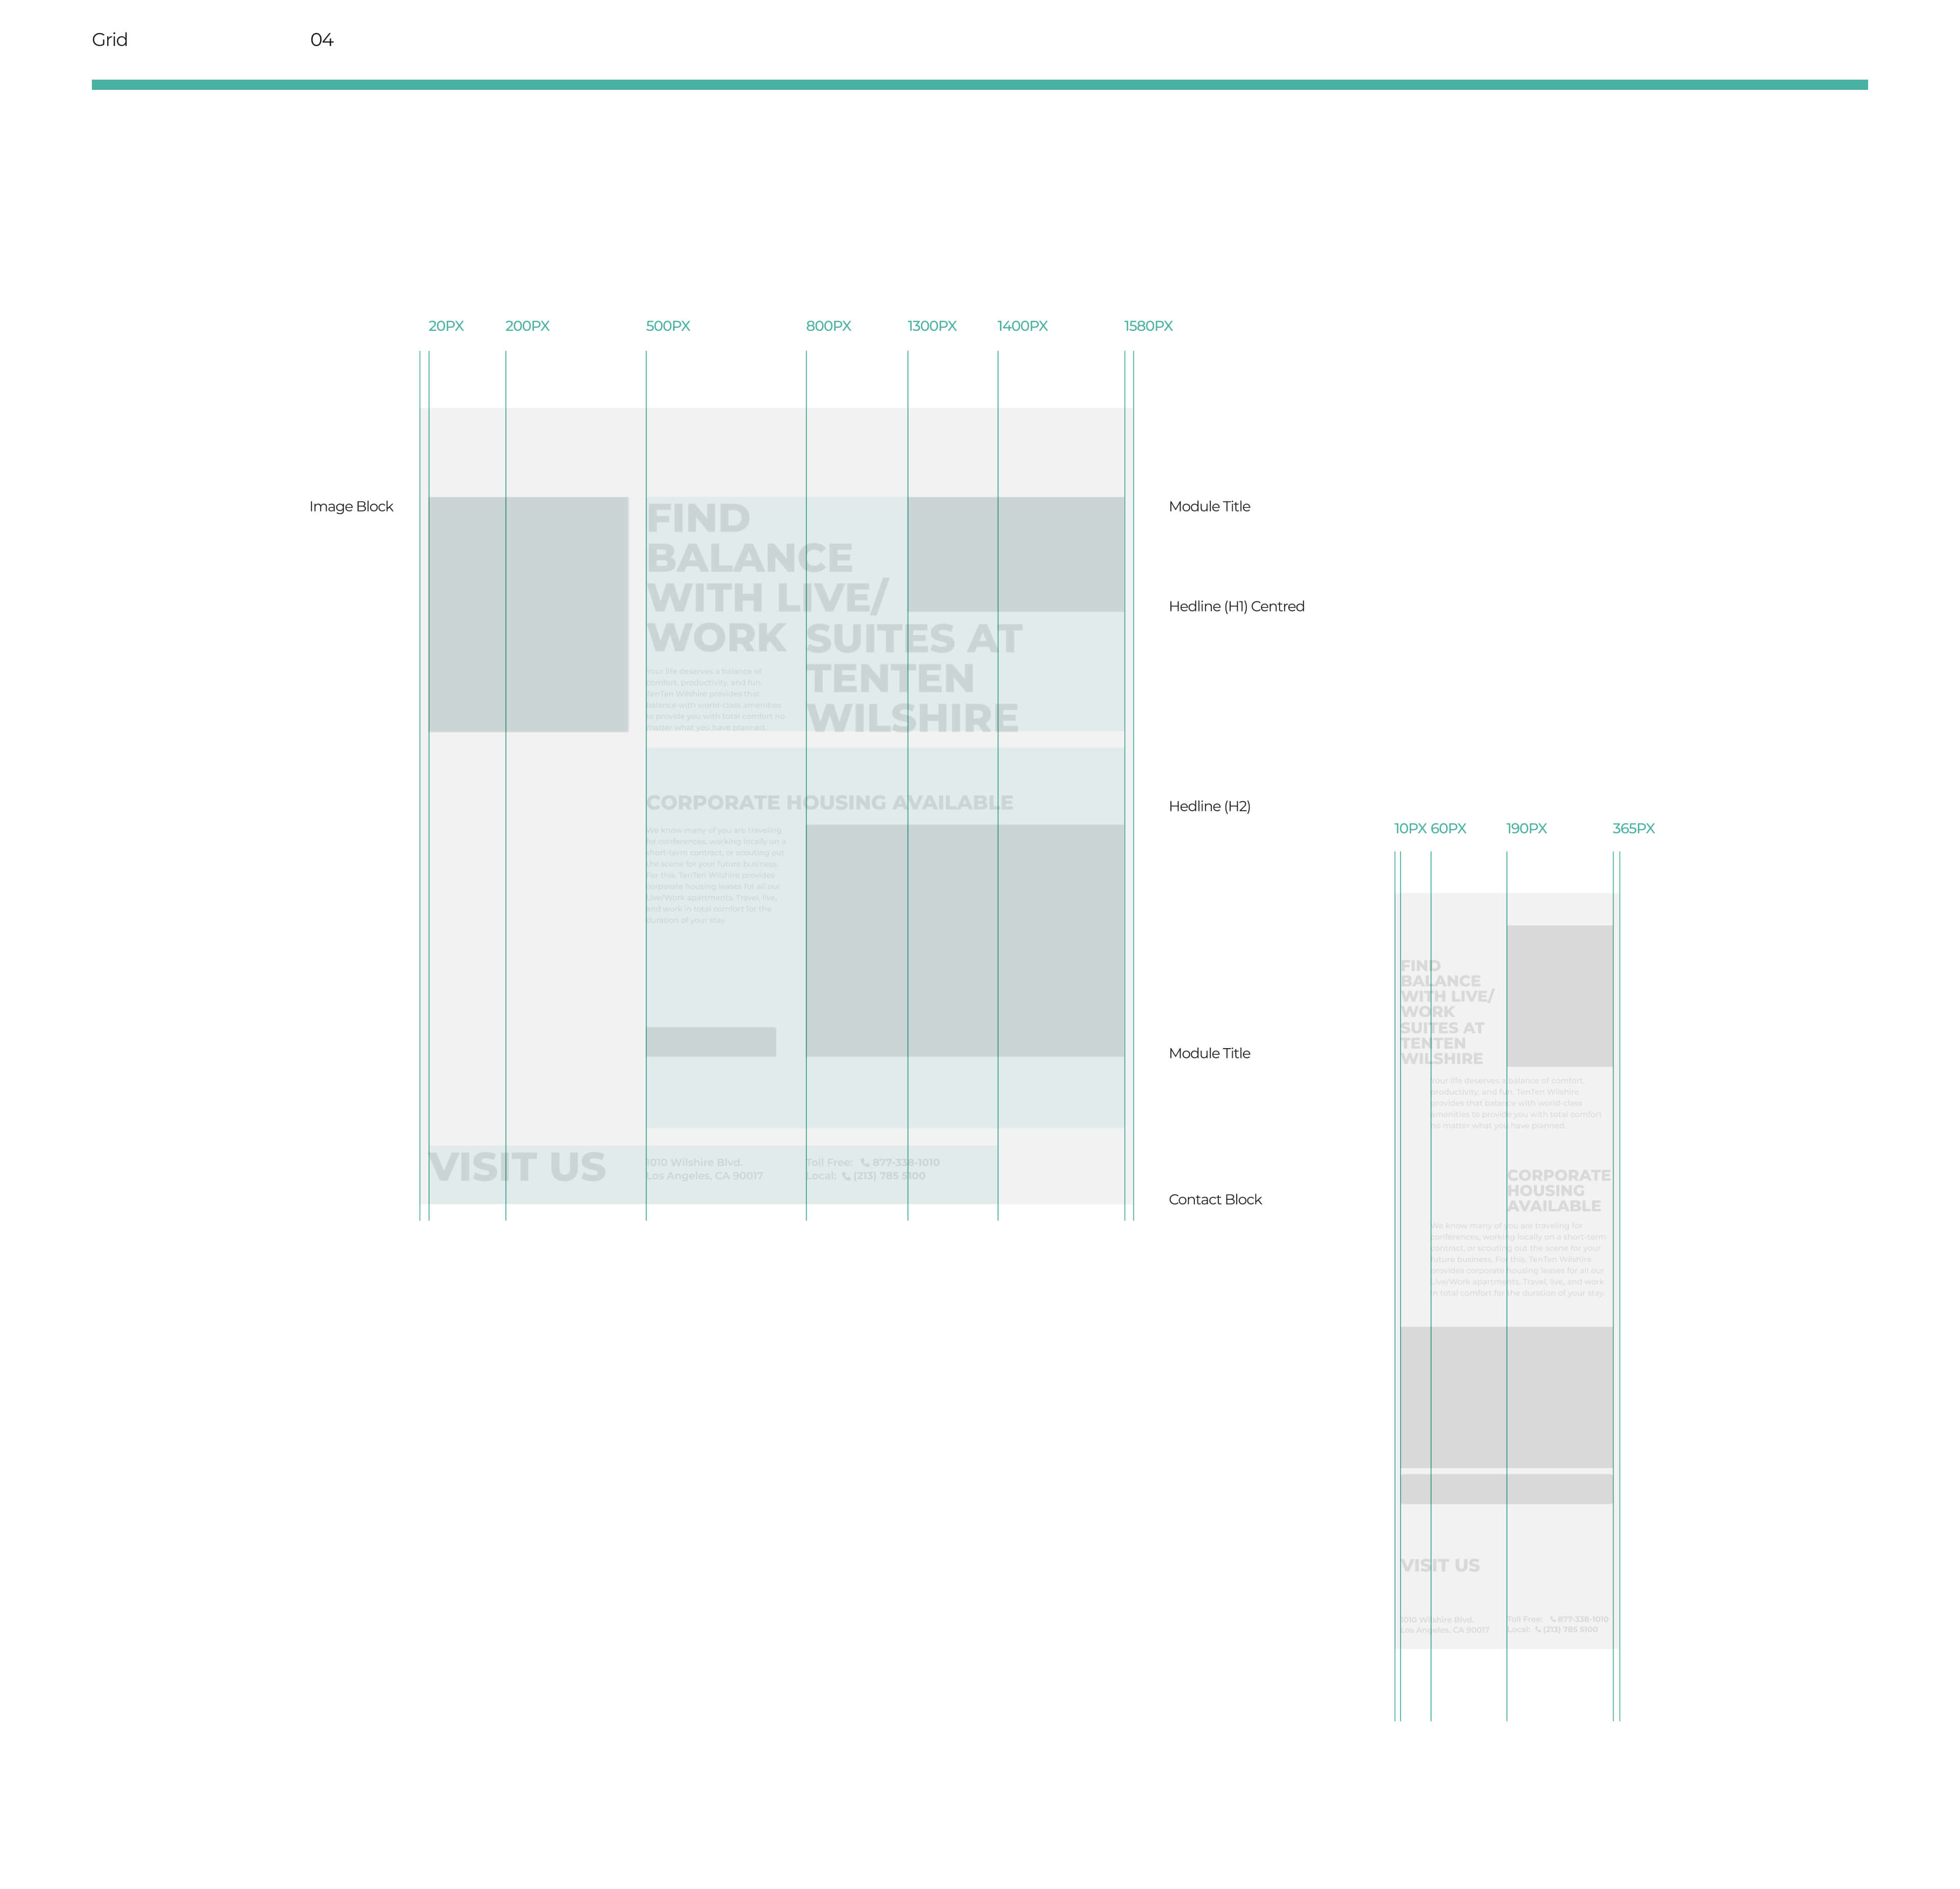 Grid
04
20PX
200PX
500PX
800PX
1300PX
1400PX
1580PX
Image Block
FIND
BALANCE
WITH LIVE/
WORK
SUITES AT
TENTEN
WILSHIRE
Your life deserves a balance of
comfort, productivity, and fun.
TenTen Wilshire provides that
balance with world-class amenities
to provide you with total comfort no
matter what you have planned.
Module Title
Hedline (H1) Centred
CORPORATE HOUSING AVAILABLE
We know many of you are traveling
for conferences, working locally on a
short-term contract, or scouting out
the scene for your future business.
For this, TenTen Wilshire provides
corporate housing leases for all our
Live/Work apartments. Travel, live,
and work in total comfort for the
duration of your stay.
Hedline (H2)
Module Title
VISIT US
1010 Wilshire Blvd.
Los Angeles, CA 90017
Toll Free: 877-338-1010
Local: (213) 785 5100
Contact Block
10PX
60PX
190PX
365PX
FIND
BALANCE
WITH LIVE/
WORK
SUITES AT
TENTEN
WILSHIRE
Your life deserves a balance of comfort,
productivity, and fun. TenTen Wilshire
provides that balance with world-class
amenities to provide you with total comfort
no matter what you have planned.
CORPORATE
HOUSING
AVAILABLE
We know many of you are traveling for
conferences, working locally on a short-term
contract, or scouting out the scene for your
future business. For this, TenTen Wilshire
provides corporate housing leases for all our
Live/Work apartments. Travel, live, and work
in total comfort for the duration of your stay.
VISIT US
1010 Wilshire Blvd.
Los Angeles, CA 90017
Toll Free: 877-338-1010
Local: (213) 785 5100